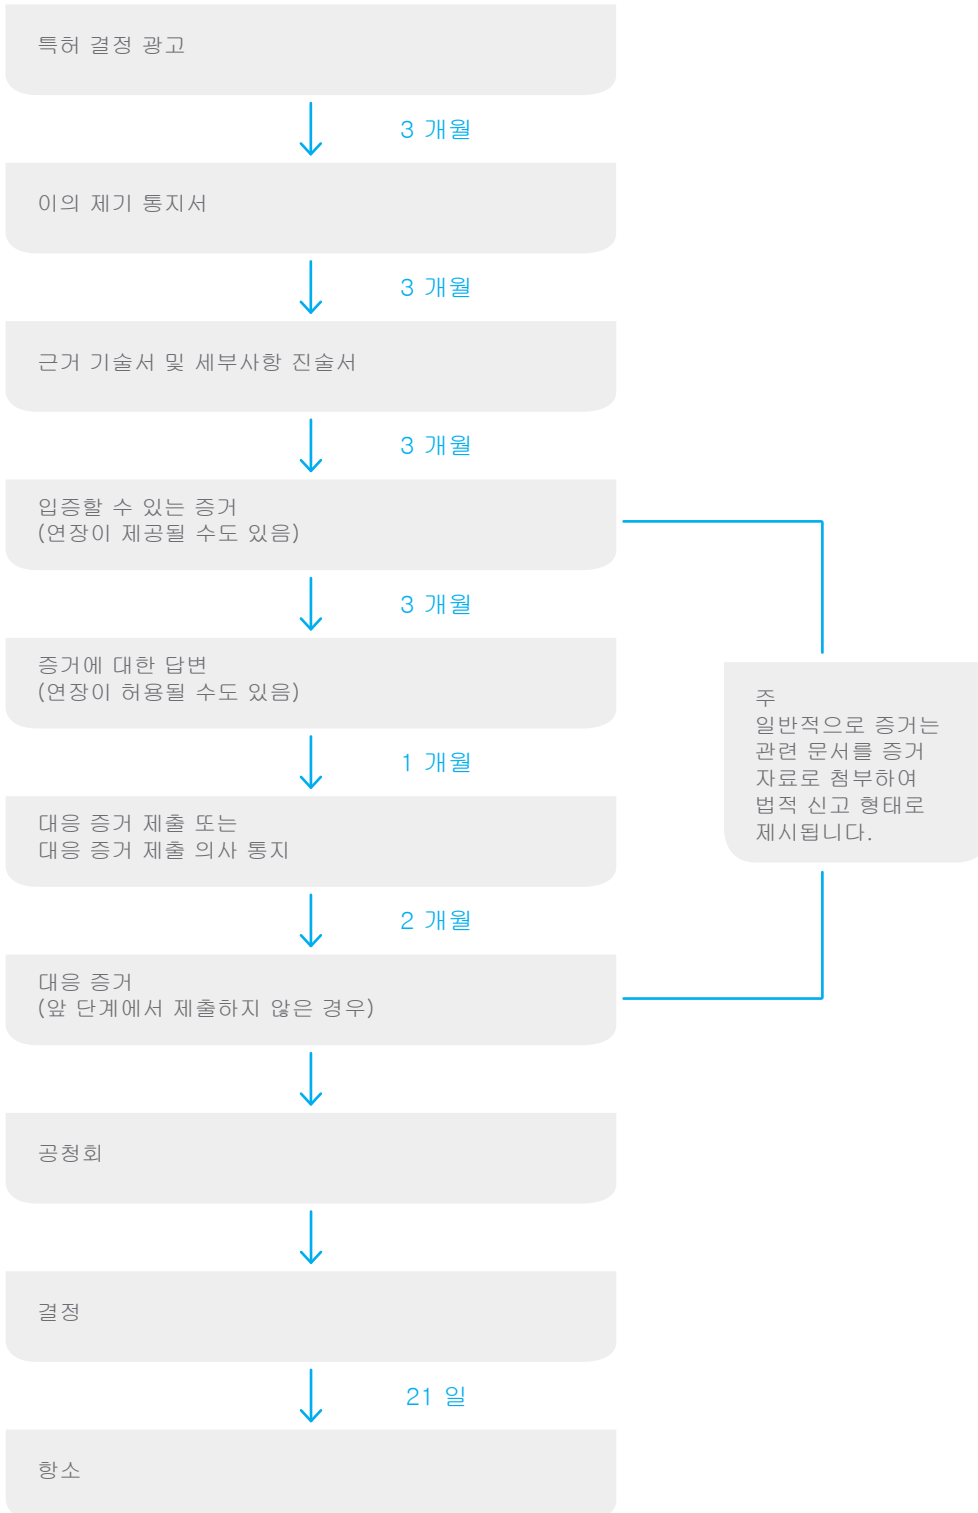 특허 결정 광고
3 개월
이의 제기 통지서
3 개월
근거 기술서 및 세부사항 진술서
3 개월
입증할 수 있는 증거
(연장이 제공될 수도 있음)
3 개월
증거에 대한 답변
(연장이 허용될 수도 있음)
1 개월
대응 증거 제출 또는
대응 증거 제출 의사 통지
2 개월
대응 증거
(앞 단계에서 제출하지 않은 경우)
주
일반적으로 증거는
관련 문서를 증거
자료로 첨부하여
법적 신고 형태로
제시됩니다.
공청회
결정
21 일
항소